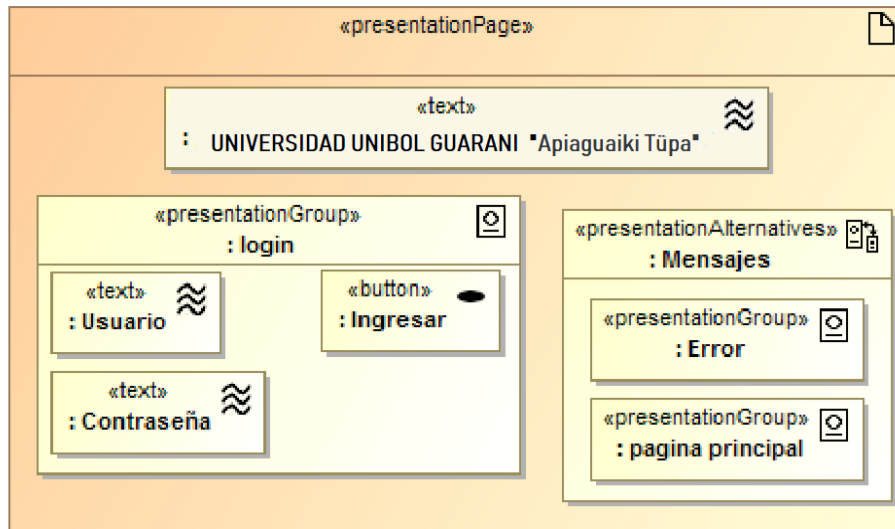 «presentationPage»
«text»
: UNIVERSIDAD UNIBOL GUARANI "Apiaguaiki Tüpa"
«presentationGroup»
: login
«text»
: Usuario
«button»
: Ingresar
«text»
: Contraseña
«presentationAlternatives»
: Mensajes
«presentationGroup»
: Error
«presentationGroup»
: pagina principal